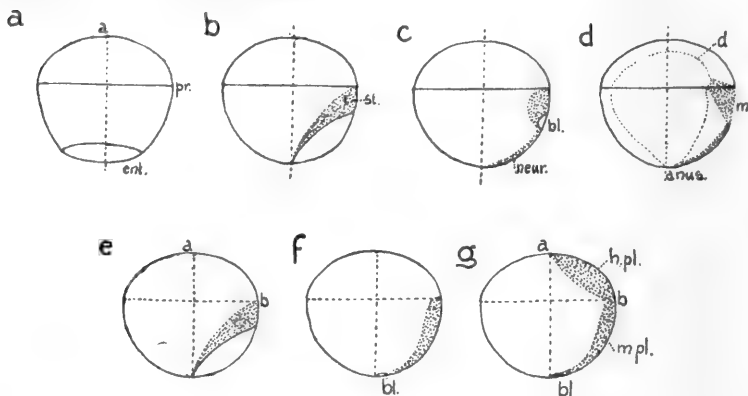 a
a
pr.
ent.
b
st.
c
bl.
neur.
d
d
m
anus.
e
a
b
f
bl.
g
a
h.pl.
b
m.pl.
bl